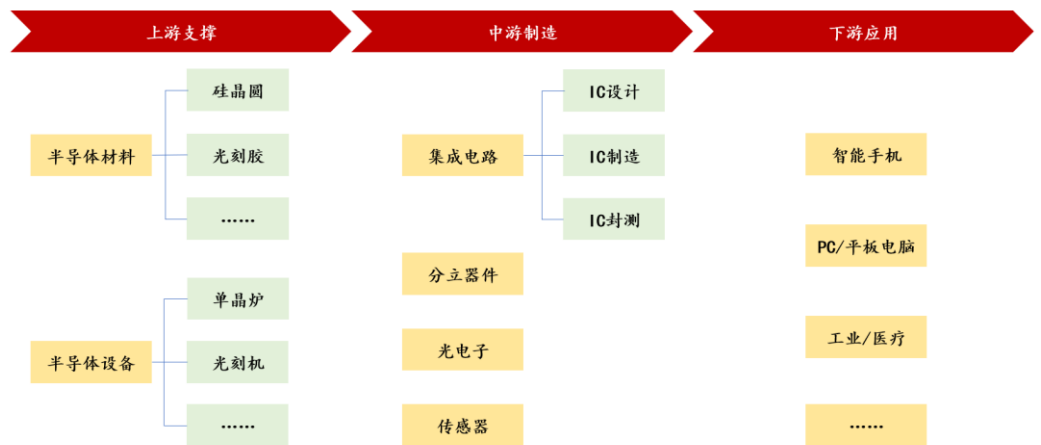 上游支撑
中游制造
下游应用
半导体材料
硅晶圆
光刻胶
……
半导体设备
单晶炉
光刻机
……
集成电路
IC设计
IC制造
IC封测
分立器件
光电子
传感器
智能手机
PC/平板电脑
工业/医疗
……